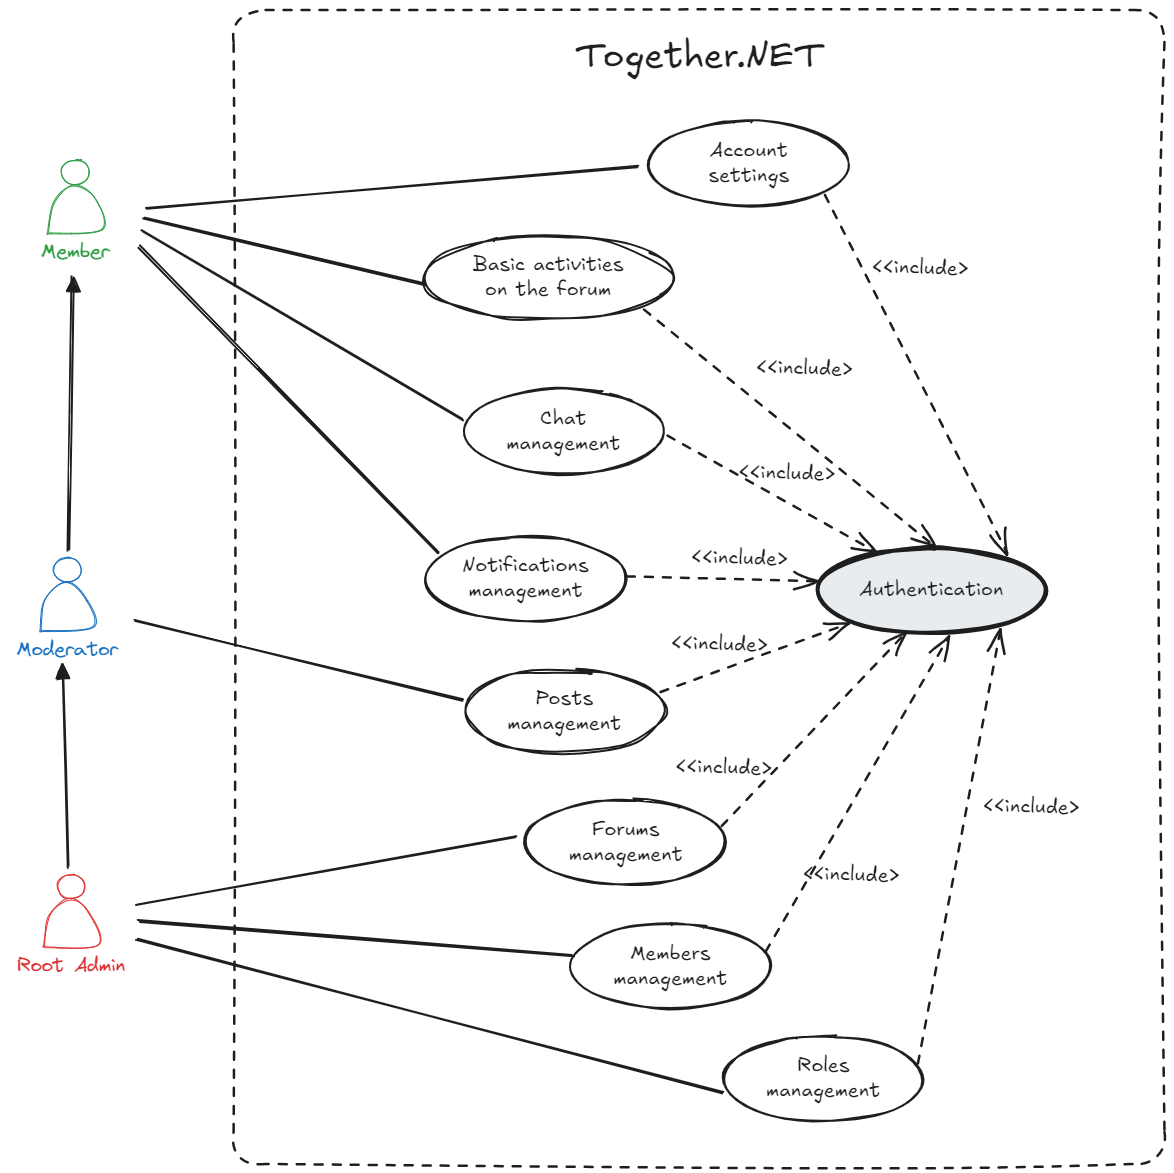 Together.NET
Account
settings
Member
Basic activities
on the forum
<<include>
<<include>
Chat
management
<<include>
Notifications
management
<<include>
Authentication
Moderator
<<include>
Posts
management
<<include>
Forums
management
<<include>
<<include>
Root Admin
Members
management
Roles
management